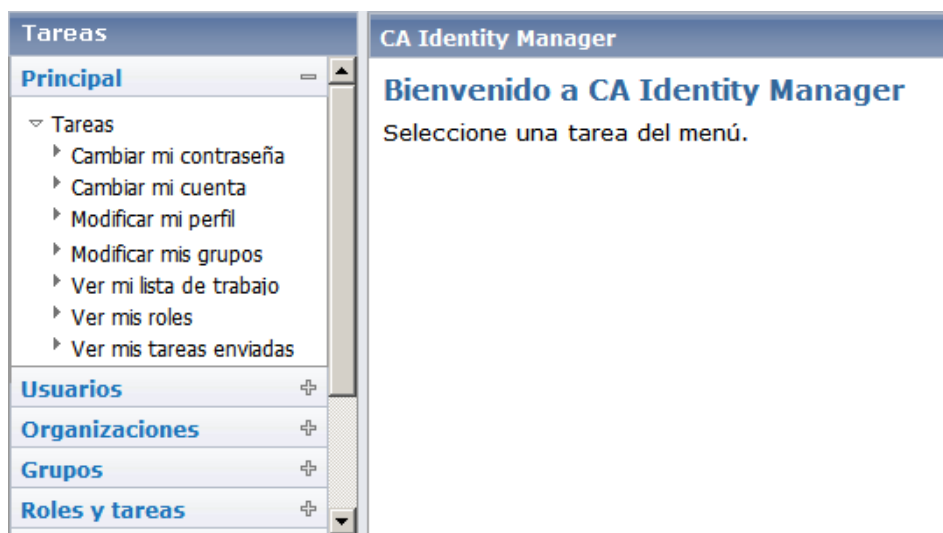 Tareas
Principal
Tareas
Cambiar mi contraseña
Cambiar mi cuenta
Modificar mi perfil
Modificar mis grupos
Ver mi lista de trabajo
Ver mis roles
Ver mis tareas enviadas
Usuarios
Organizaciones
Grupos
Roles y tareas
CA Identity Manager
Bienvenido a CA Identity Manager
Seleccione una tarea del menú.